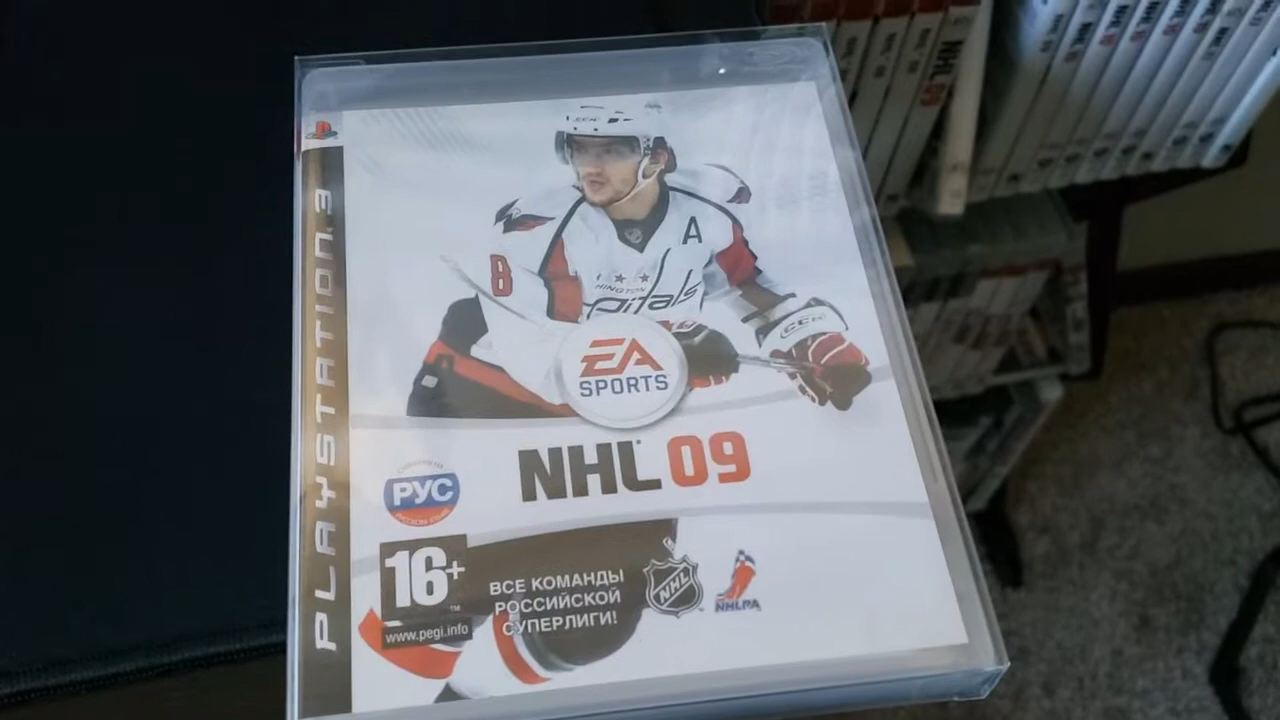 PLAYSTATION 3
CCM
A
8
HINGTON
capitals
CCM
EA
SPORTS
NHL 09
РУС
16+
www.pegi.info
ВСЕ КОМАНДЫ
РОССИЙСКОЙ
СУПЕРЛИГИ!
NHL
NHLPA
NHL 09